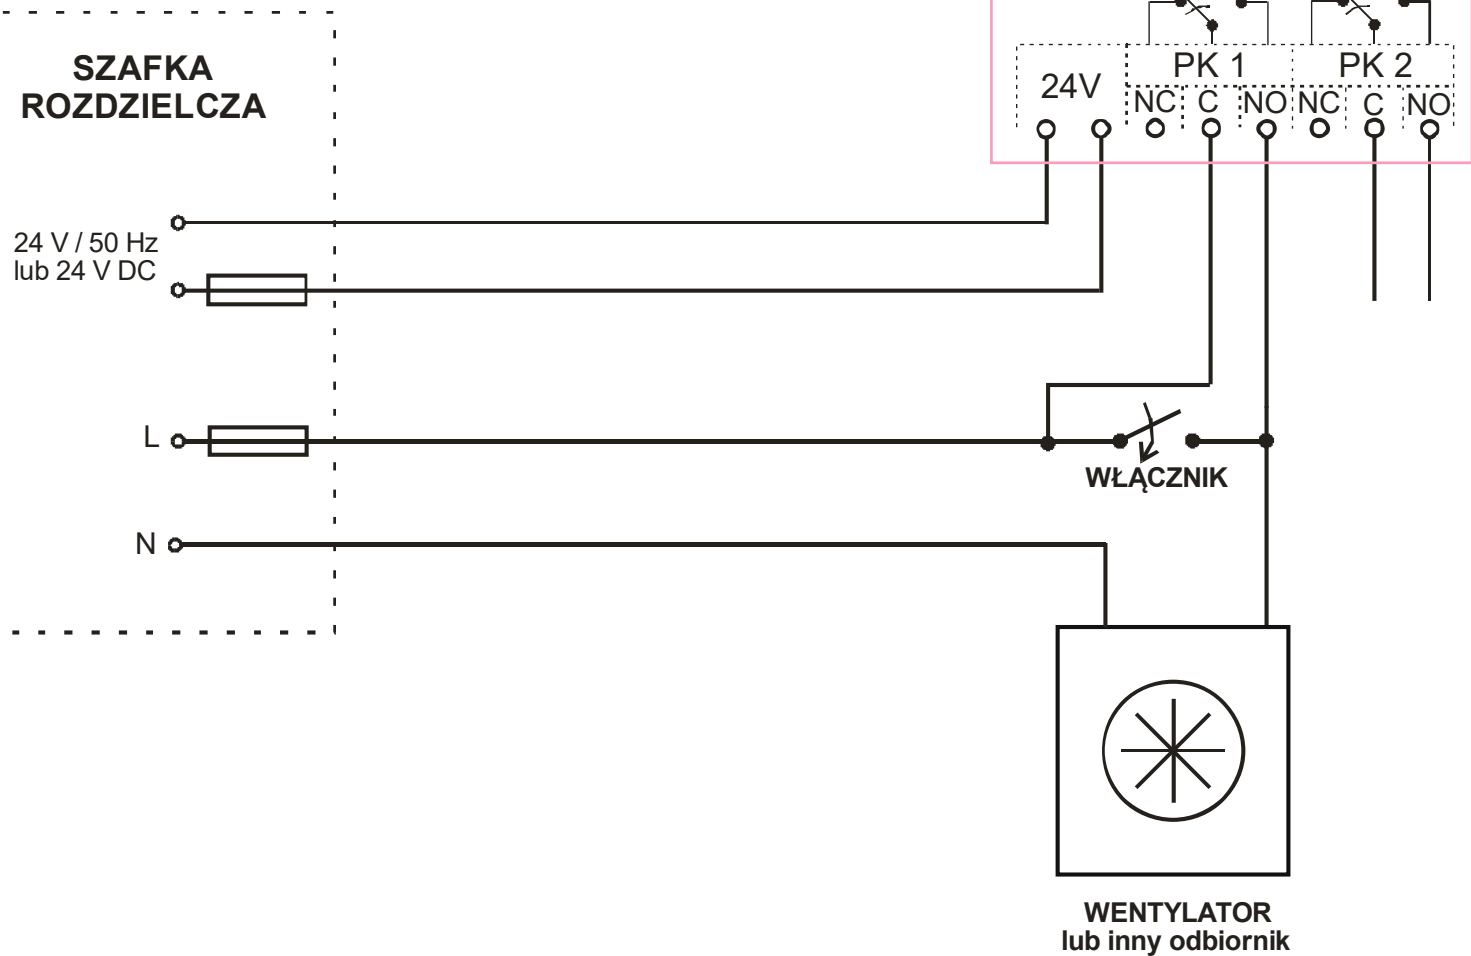 SZAFKA
ROZDZIELCZA
PK 1
PK 2
24V
NC C NO NC C NO
24 V / 50 Hz
lub 24 V DC
L
WŁĄCZNIK
N
WENTYLATOR
lub inny odbiornik